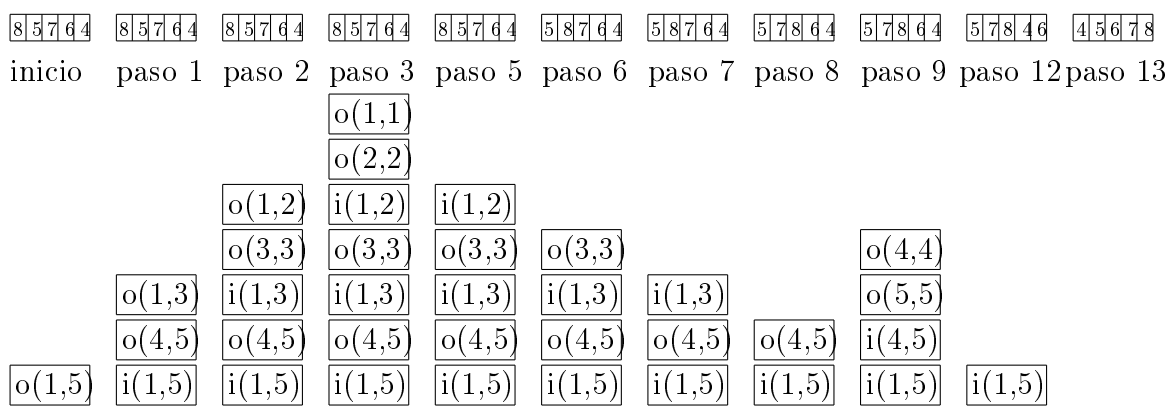 8 5 7 6 4 8 5 7 6 4 8 5 7 6 4 8 5 7 6 4 8 5 7 6 4 5 8 7 6 4 5 8 7 6 4 5 7 8 6 4 5 7 8 6 4 5 7 8 4 6 4 5 6 7 8
inicio paso 1 paso 2 paso 3 paso 5 paso 6 paso 7 paso 8 paso 9 paso 12 paso 13
o(1,1)
o(2,2)
o(1,2) i(1,2) i(1,2)
o(3,3) o(3,3) o(3,3) o(3,3) o(4,4)
o(1,3) i(1,3) i(1,3) i(1,3) i(1,3) i(1,3) o(5,5)
o(4,5) o(4,5) o(4,5) o(4,5) o(4,5) o(4,5) o(4,5) i(4,5)
o(1,5) i(1,5) i(1,5) i(1,5) i(1,5) i(1,5) i(1,5) i(1,5) i(1,5) i(1,5)